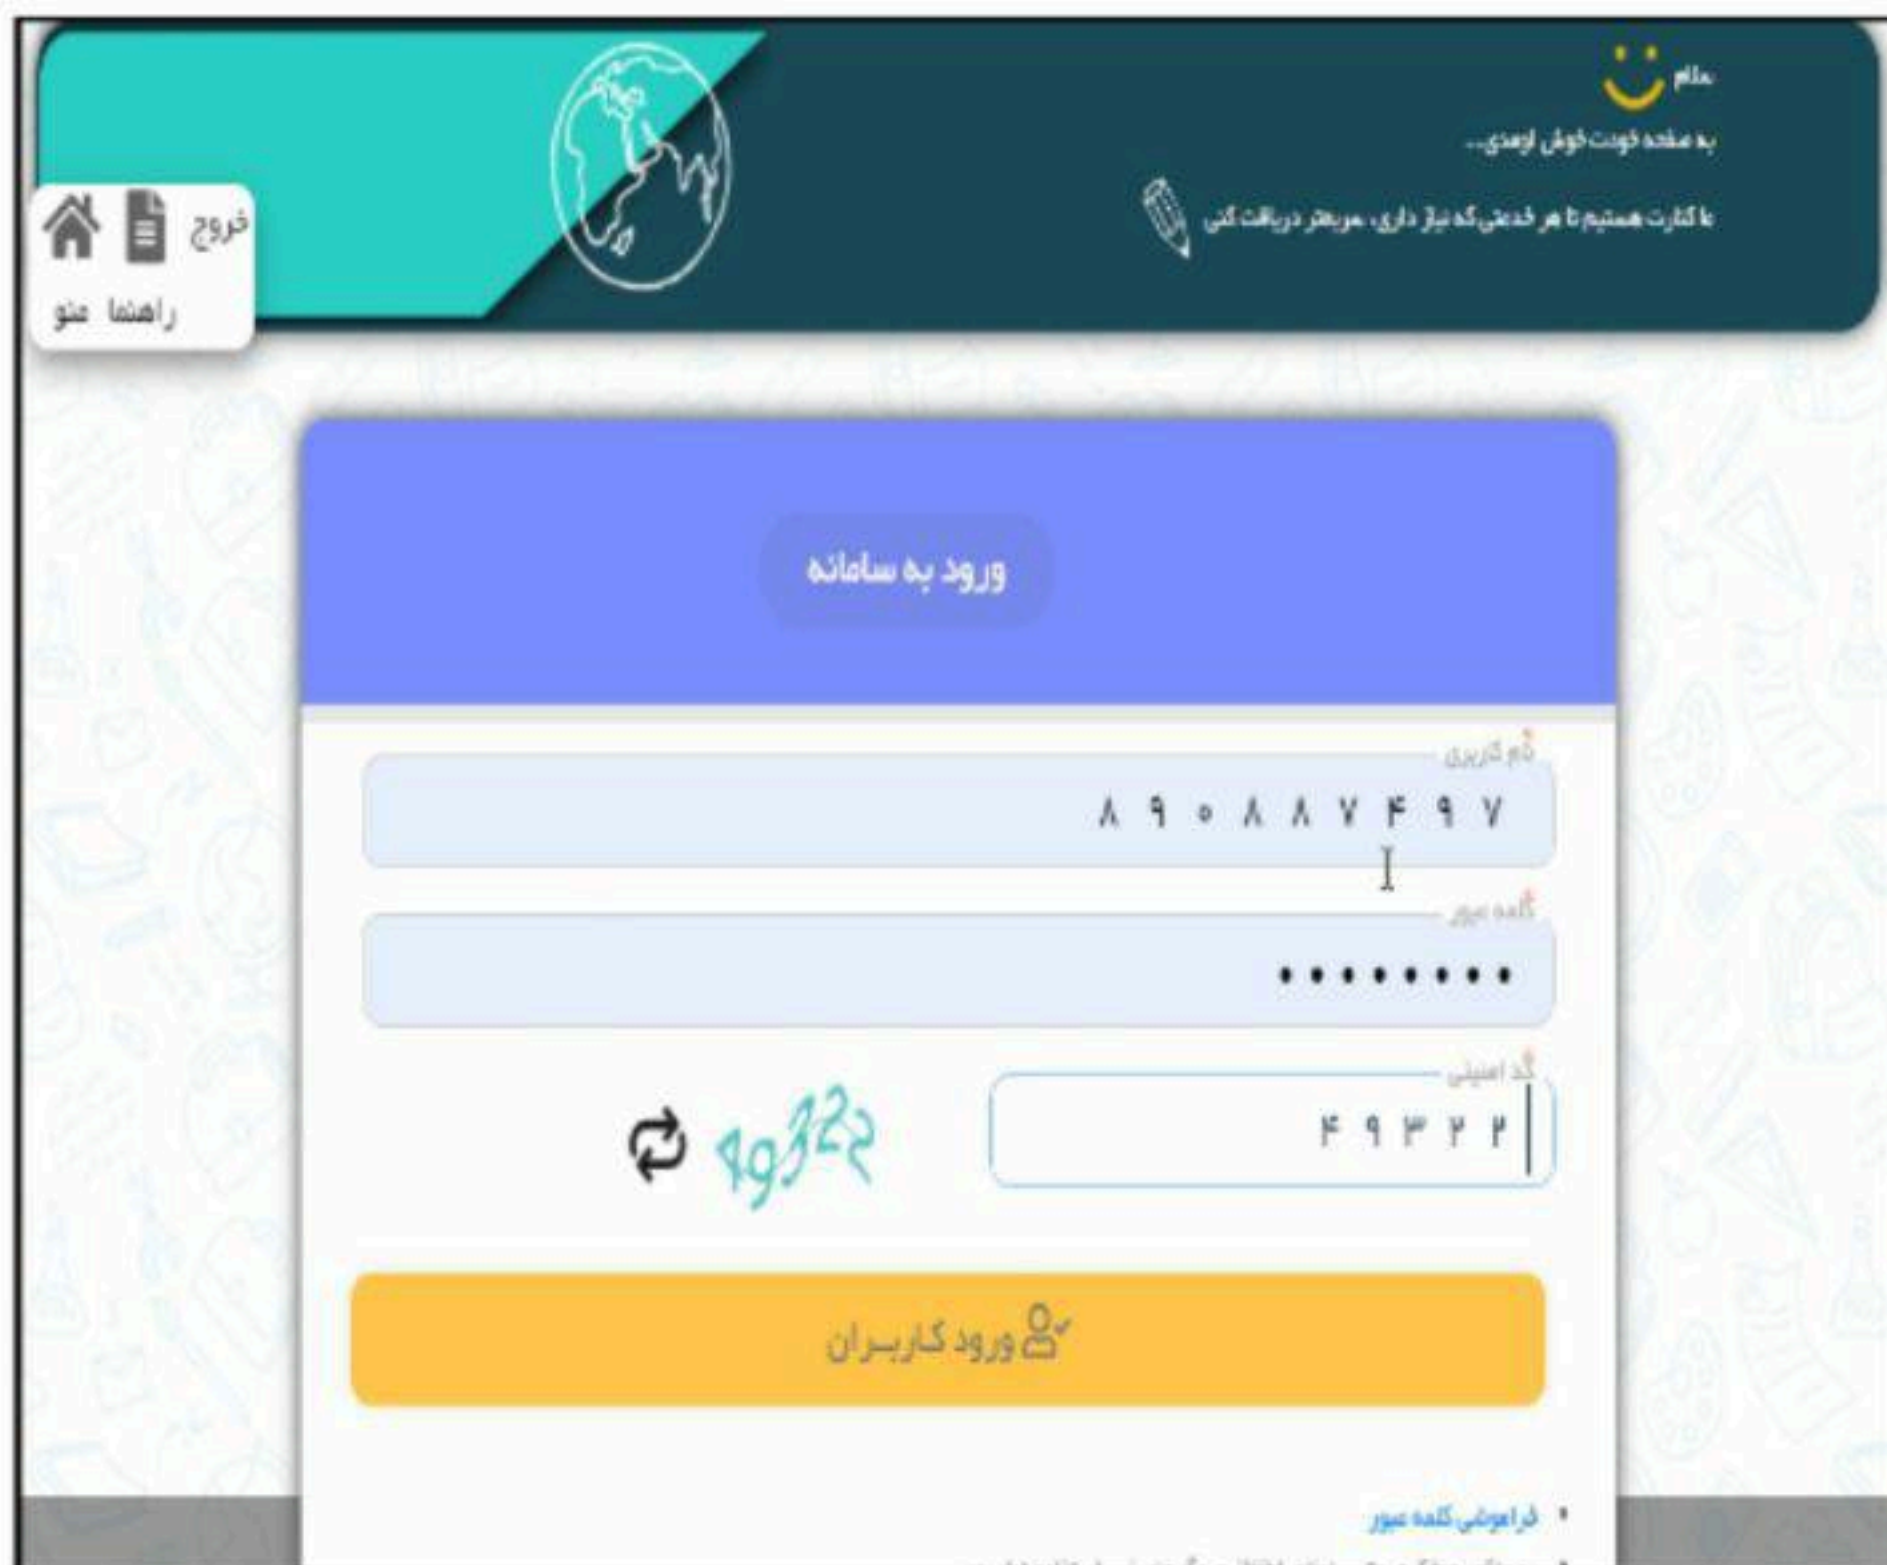 سلام
به صفحه خودت خوش اومدی...
ما کنارت هستیم تا هر خدمتی که نیاز داری، سریعتر دریافت کنی
خروج
راهنما منو
ورود به سامانه
نام کاربری
۸۹۰۸۸۷۴۹۷
کلمه عبور
کد امنیتی
۴۹۳۲۲
49322
ورود کاربران
فراموشی کلمه عبور